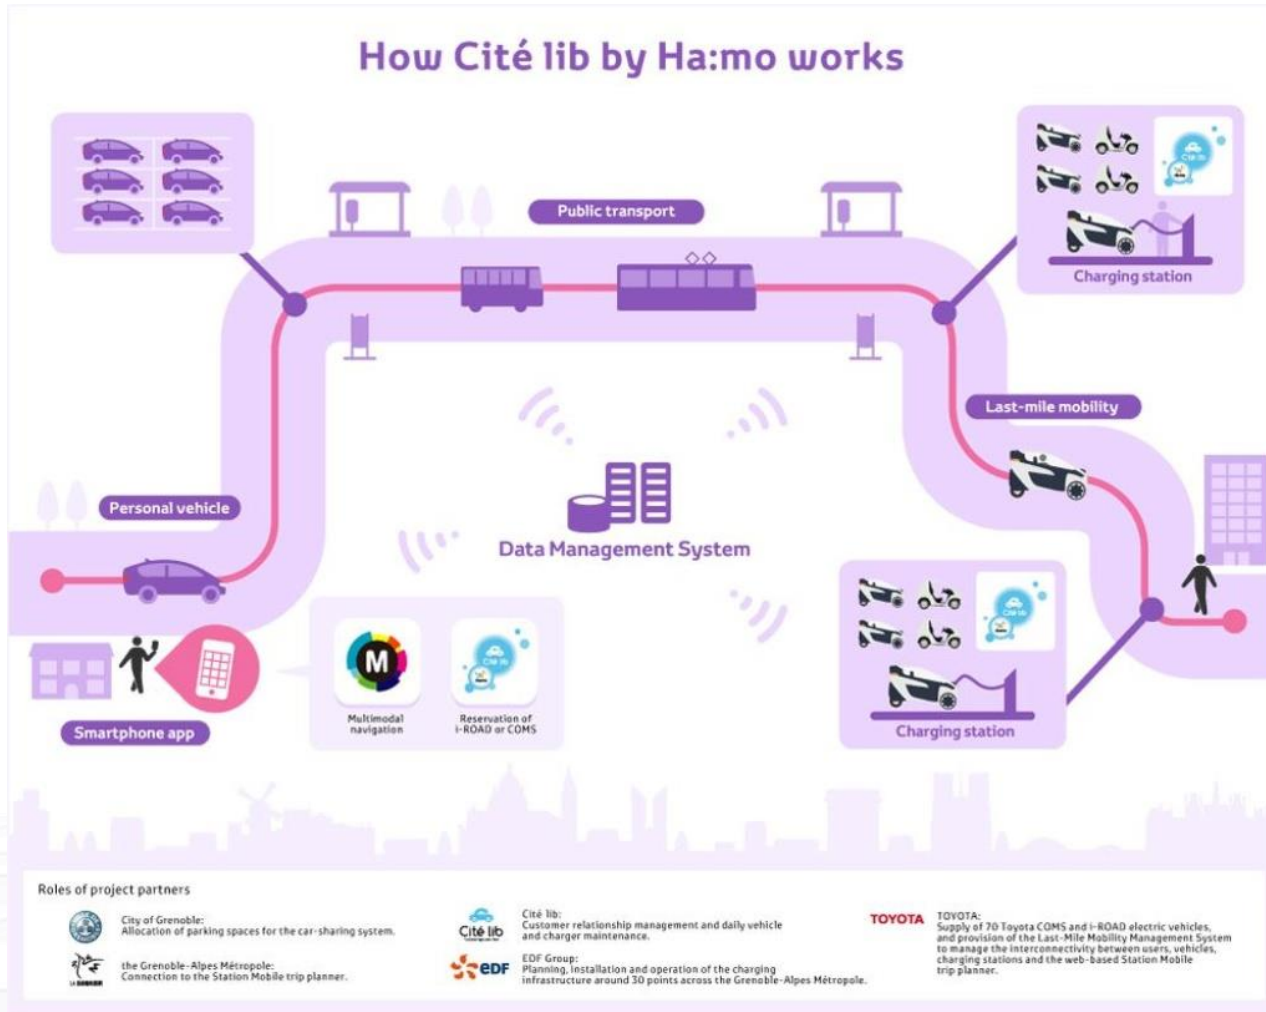 How Cité lib by Ha:mo works
Public transport
Charging station
Last-mile mobility
Personal vehicle
Data Management System
M
Cité lib
Multimodal
navigation
Reservation of
i-ROAD or COMS
Smartphone app
Cité lib
Charging station
Roles of project partners
City of Grenoble:
Allocation of parking spaces for the car-sharing system.
the Grenoble-Alpes Métropole:
Connection to the Station Mobile trip planner.
Cité lib
Cité lib:
Customer relationship management and daily vehicle
and charger maintenance.
edf
EDF Group:
Planning, installation and operation of the charging
infrastructure around 30 points across the Grenoble-Alpes Métropole.
TOYOTA
TOYOTA:
Supply of 70 Toyota COMS and i-ROAD electric vehicles,
and provision of the Last-Mile Mobility Management System
to manage the interconnectivity between users, vehicles,
charging stations and the web-based Station Mobile
trip planner.